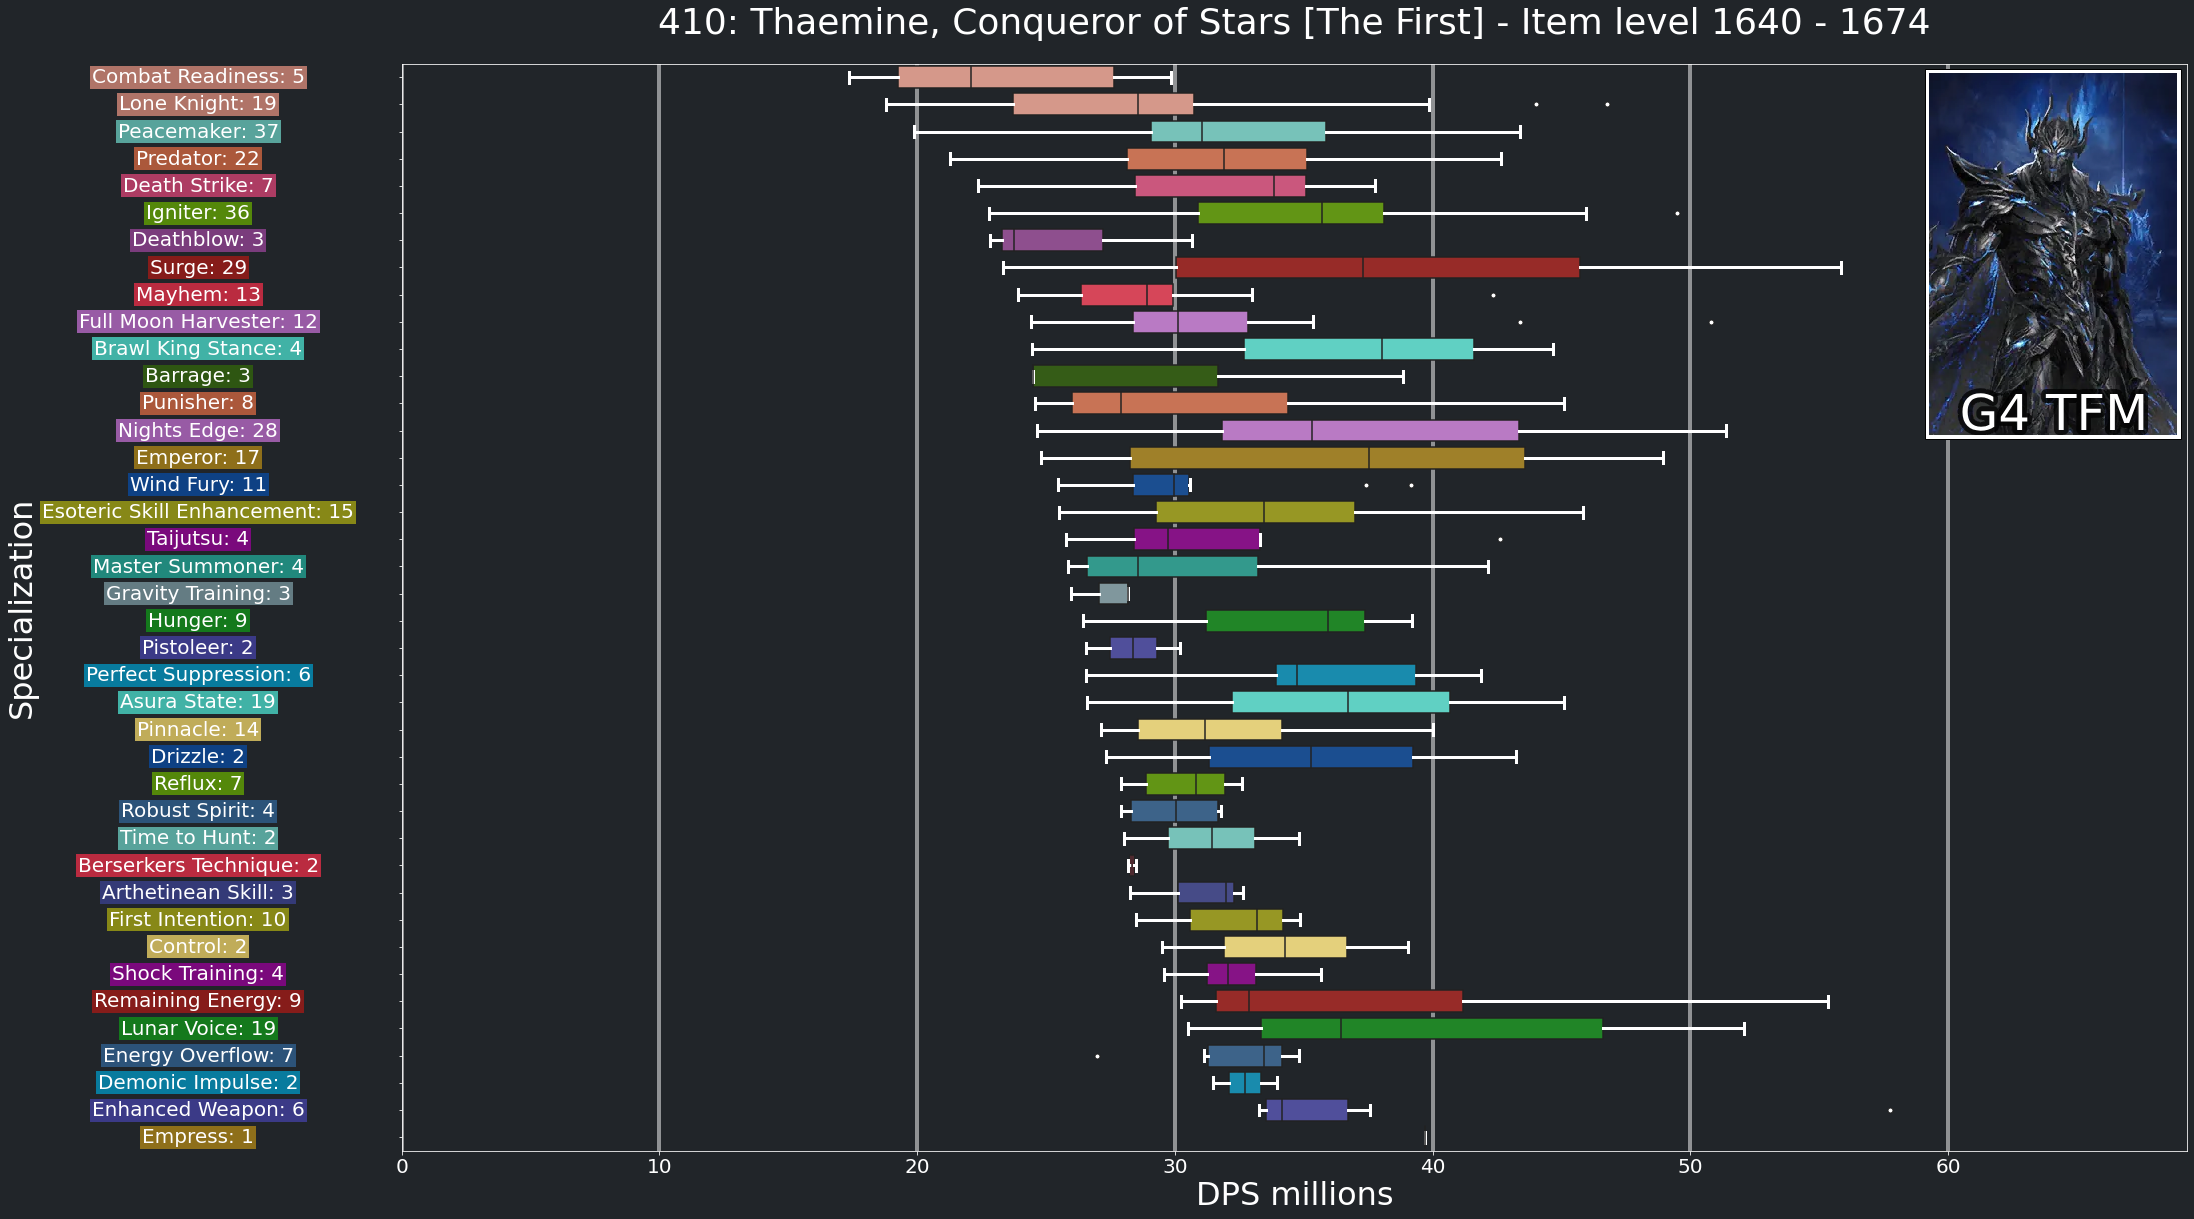 410: Thaemine, Conqueror of Stars [The First] - Item level 1640 - 1674
Combat Readiness: 5
Lone Knight: 19
Peacemaker: 37
Predator: 22
Death Strike: 7
Igniter: 36
Deathblow: 3
Surge: 29
Mayhem: 13
Full Moon Harvester: 12
Brawl King Stance: 4
Barrage: 3
Punisher: 8
Nights Edge: 28
Emperor: 17
Wind Fury: 11
Esoteric Skill Enhancement: 15
Taijutsu: 4
Master Summoner: 4
Gravity Training: 3
Hunger: 9
Pistoleer: 2
Perfect Suppression: 6
Asura State: 19
Pinnacle: 14
Drizzle: 2
Reflux: 7
Robust Spirit: 4
Time to Hunt: 2
Berserkers Technique: 2
Arthetinean Skill: 3
First Intention: 10
Control: 2
Shock Training: 4
Remaining Energy: 9
Lunar Voice: 19
Energy Overflow: 7
Demonic Impulse: 2
Enhanced Weapon: 6
Empress: 1
Specialization
G4 TFM
0 10 20 30 40 50 60
DPS millions